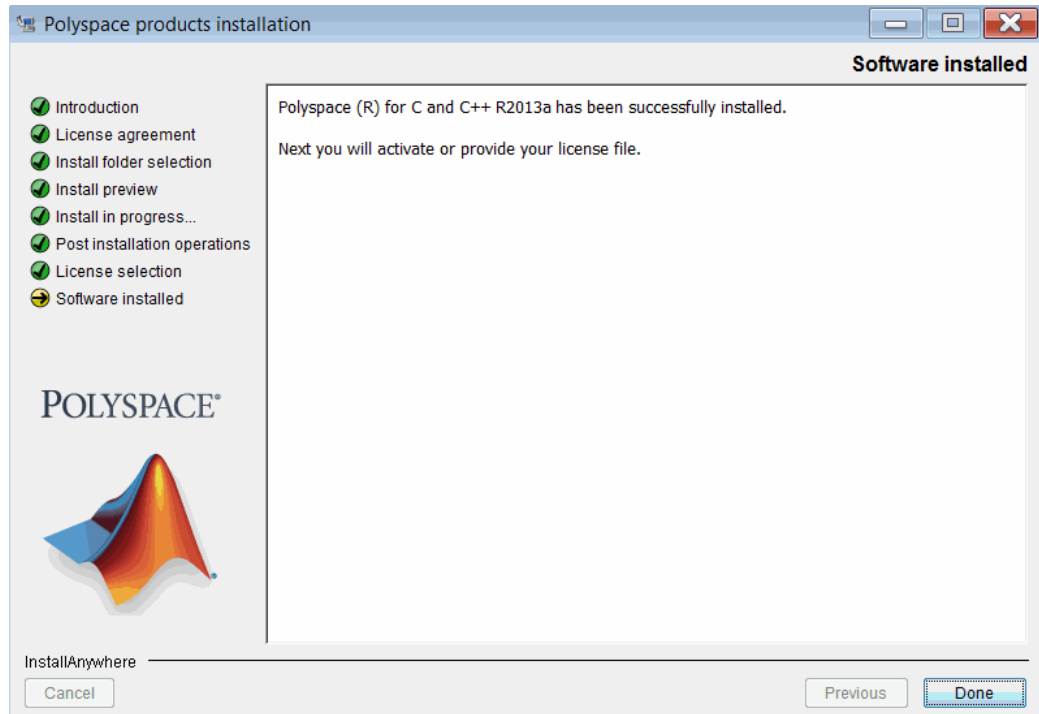 Polyspace products installation
Software installed
Introduction
License agreement
Install folder selection
Install preview
Install in progress...
Post installation operations
License selection
Software installed
Polyspace (R) for C and C++ R2013a has been successfully installed.
Next you will activate or provide your license file.
POLYSPACE®
InstallAnywhere
Cancel
Previous
Done